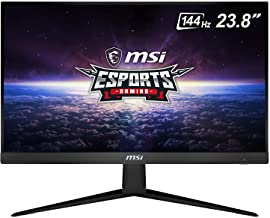 144Hz 23.8”
msi
ESPORTS
GAMING
msi